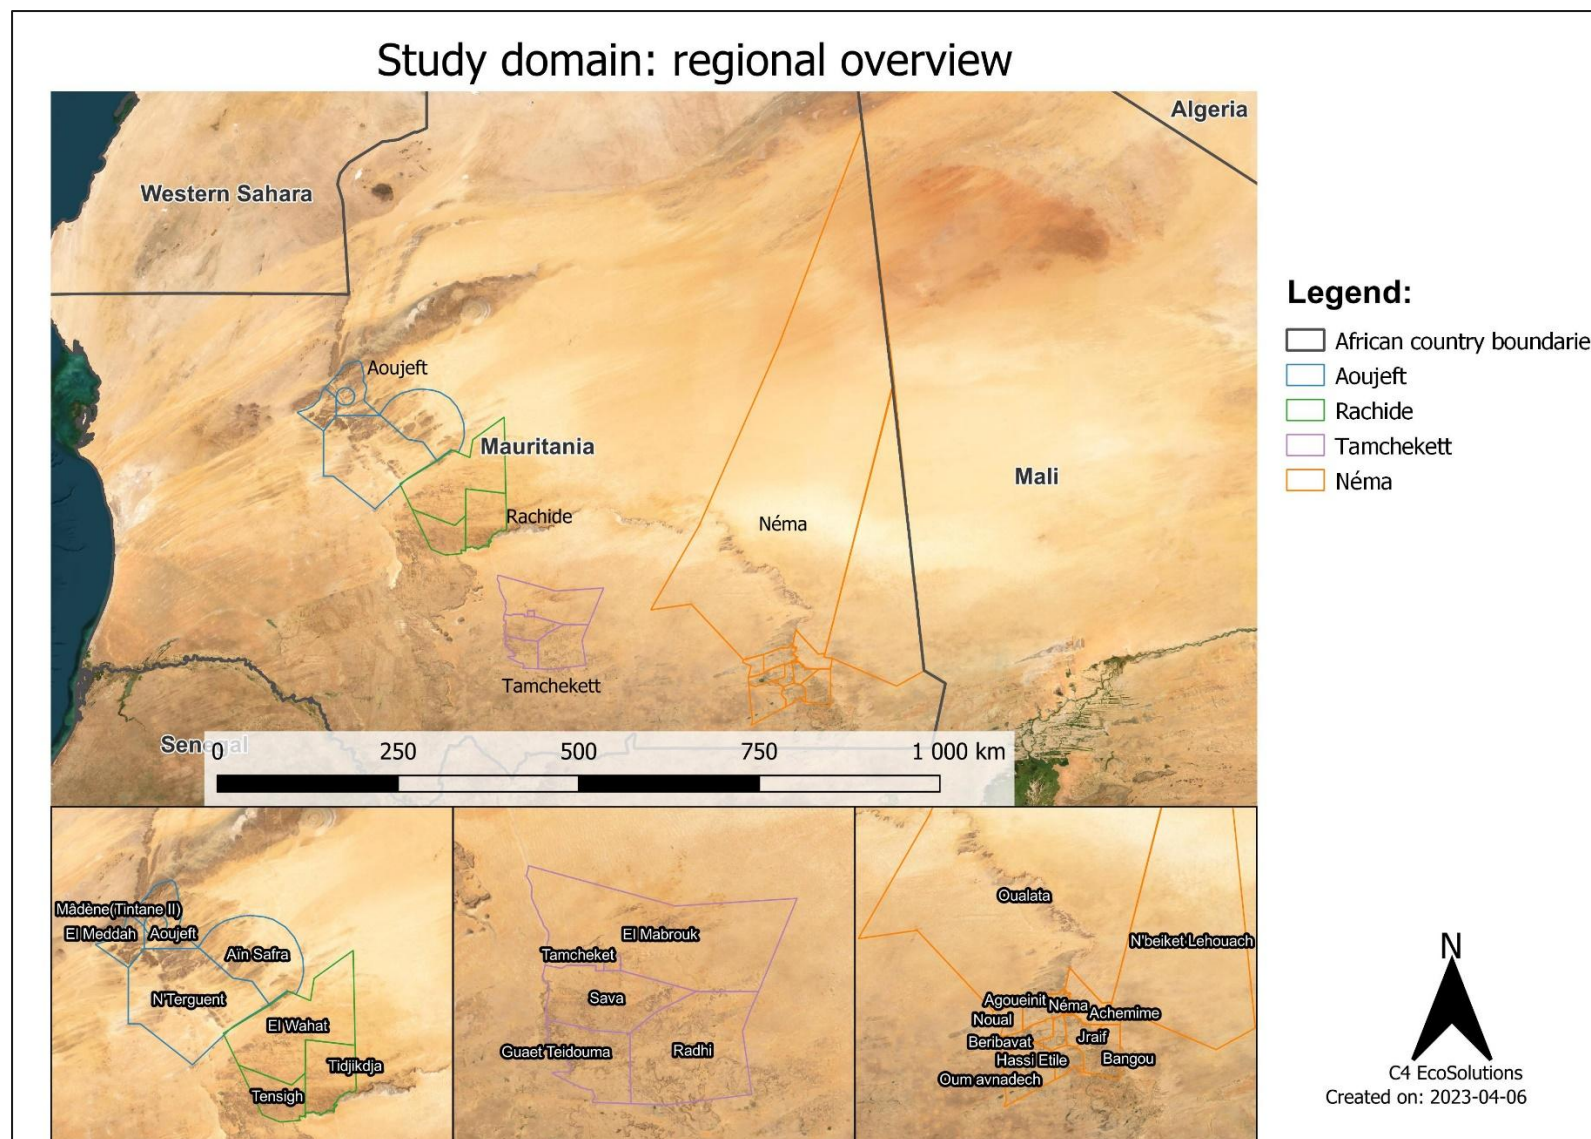 Study domain: regional overview
Algeria
Western Sahara
Aoujeft
Mauritania
Mali
Rachide
Néma
Tamchekett
Senegal
0 250 500 750 1 000 km
Legend:
African country boundarie
Aoujeft
Rachide
Tamchekett
Néma
Mâdène(Tintane II)
El Meddah
Aoujeft
Aïn Safra
N'Terguent
El Wahat
Tidjikdja
Tensigh
El Mabrouk
Tamcheket
Sava
Guaet Teidouma
Radhi
Oualata
N'beiket Lehouach
Agoueinit
Néma
Achemime
Noual
Beribavat
Jraif
Hassi Etile
Bangou
Oum avnadech
N
C4 EcoSolutions
Created on: 2023-04-06